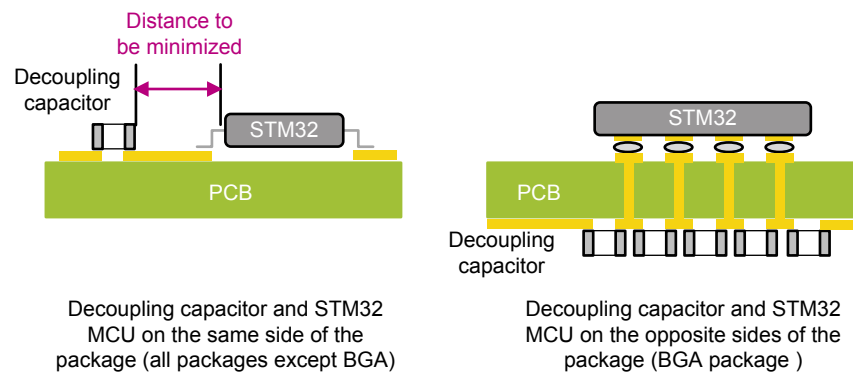 Distance to
be minimized
Decoupling
capacitor
STM32
PCB
Decoupling capacitor and STM32
MCU on the same side of the
package (all packages except BGA)
STM32
PCB
Decoupling
capacitor
Decoupling capacitor and STM32
MCU on the opposite sides of the
package (BGA package )